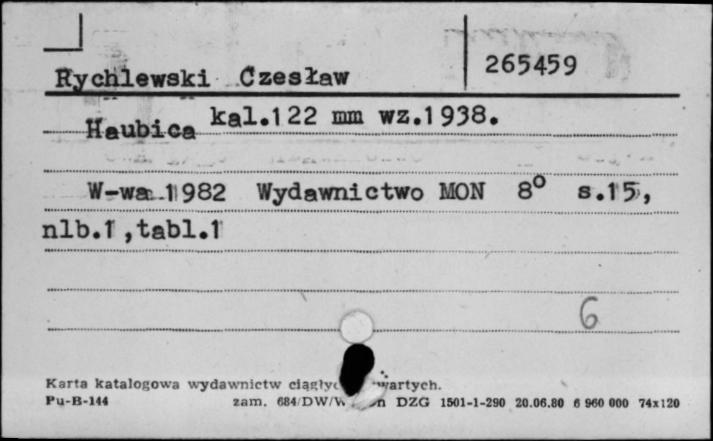 265459
Rychlewski Czesław
Haubica kal.122 mm wz.1938.
W-wa 1982 Wydawnictwo MON 8° s.15,
nlb.1,tabl.1
6
Karta katalogowa wydawnictw
Pu-B-144 zam. 684/DW/ DZG 1501-1-290 20.06.80 6 960 000 74x120